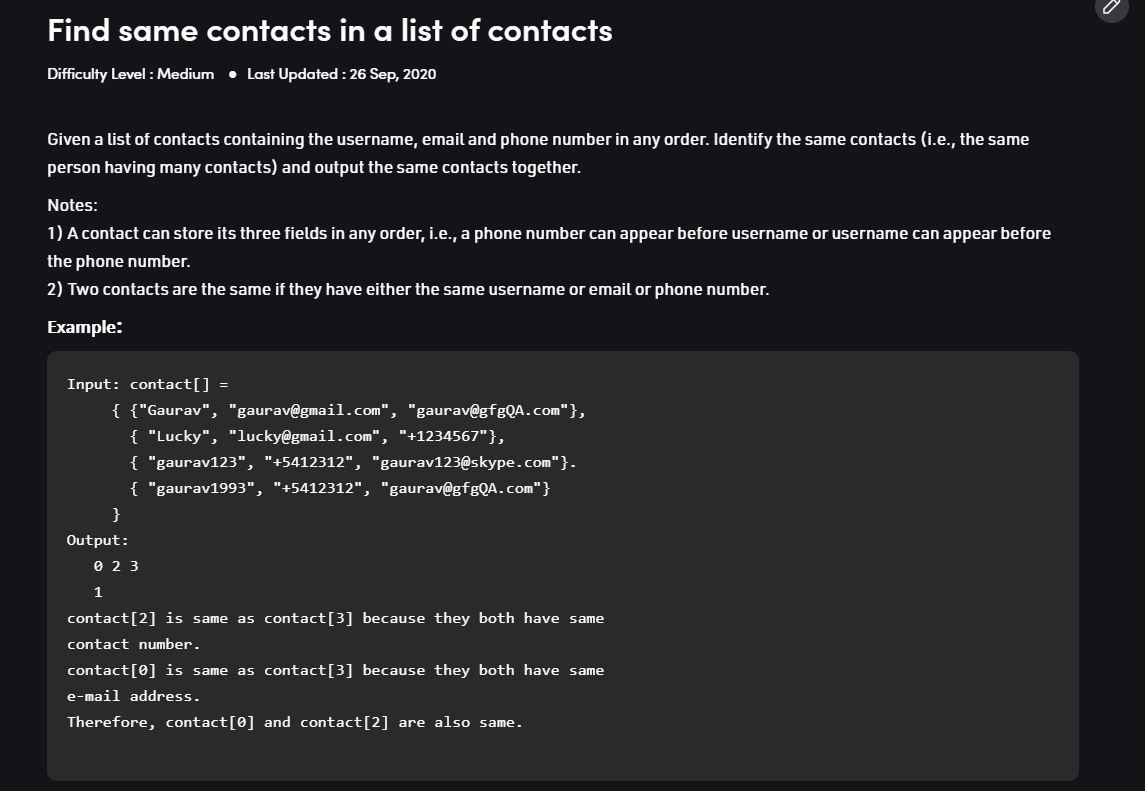 Find same contacts in a list of contacts
Difficulty Level : Medium ● Last Updated : 26 Sep, 2020
Given a list of contacts containing the username, email and phone number in any order. Identify the same contacts (i.e., the same
person having many contacts) and output the same contacts together.
Notes:
1) A contact can store its three fields in any order, i.e., a phone number can appear before username or username can appear before
the phone number.
2) Two contacts are the same if they have either the same username or email or phone number.
Example:
Input: contact[] =
{ {"Gaurav", "gaurav@gmail.com", "gaurav@gfgQA.com"},
{ "Lucky", "lucky@gmail.com", "+1234567"},
{ "gaurav123", "+5412312", "gaurav123@skype.com"}.
{ "gaurav1993", "+5412312", "gaurav@gfgQA.com"}
}
Output:
0 2 3
1
contact[2] is same as contact[3] because they both have same
contact number.
contact[0] is same as contact[3] because they both have same
e-mail address.
Therefore, contact[0] and contact[2] are also same.